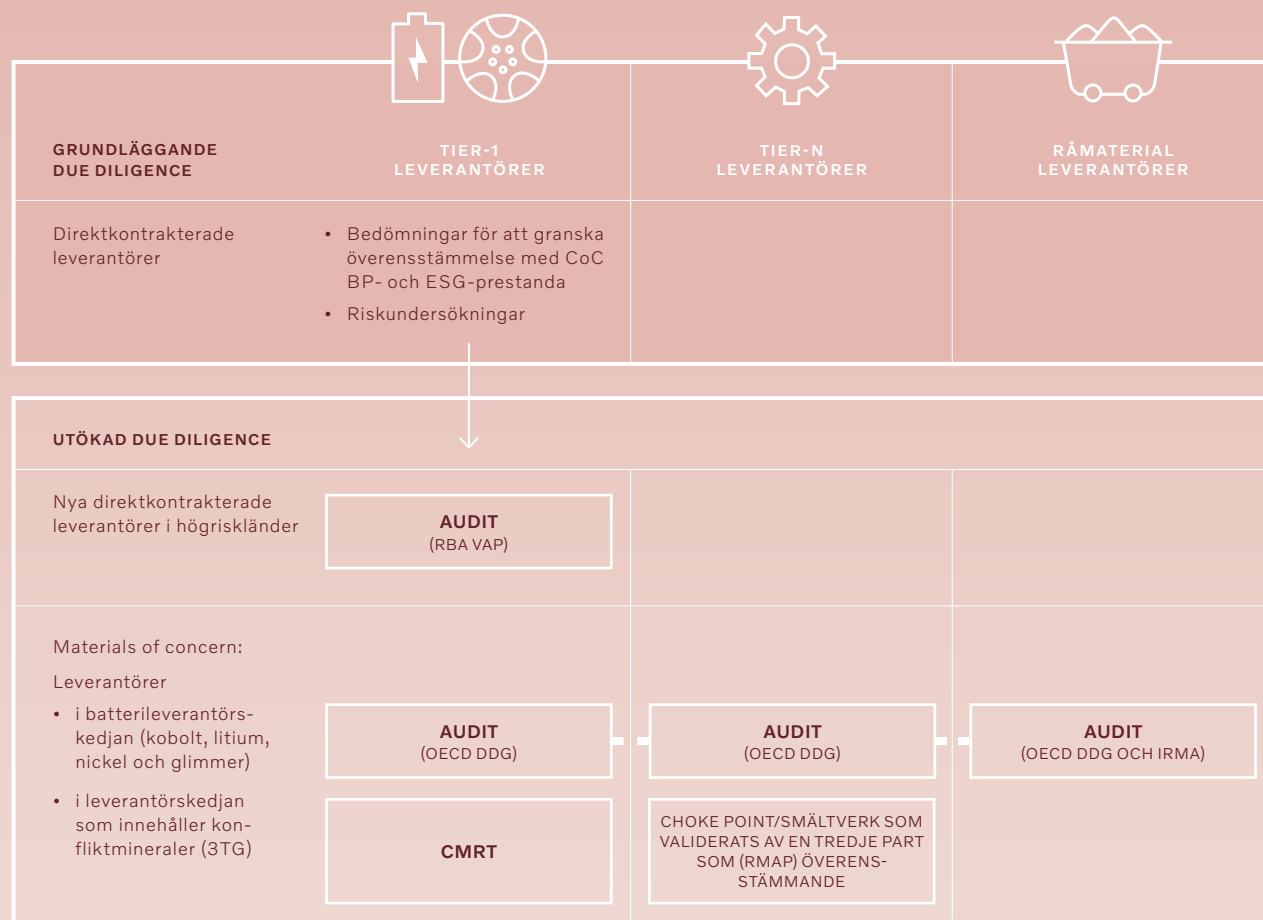 GRUNDLÄGGANDE
DUE DILIGENCE
TIER-1
LEVERANTÖRER
TIER-N
LEVERANTÖRER
RÅMATERIAL
LEVERANTÖRER
Direktkontrakterade
leverantörer
• Bedömningar för att granska
överensstämmelse med CoC
BP- och ESG-prestanda
• Riskundersökningar
UTÖKAD DUE DILIGENCE
Nya direktkontrakterade
leverantörer i högriskländer
AUDIT
(RBA VAP)
Materials of concern:
Leverantörer
• i batterileverantörs-
kedjan (kobolt, litium,
nickel och glimmer)
AUDIT
(OECD DDG)
AUDIT
(OECD DDG)
AUDIT
(OECD DDG OCH IRMA)
• i leverantörskedjan
som innehåller kon-
fliktmineraler (3TG)
CMRT
CHOKE POINT/SMÄLTVERK SOM
VALIDERATS AV EN TREDJE PART
SOM (RMAP) ÖVERENS-
STÄMMANDE